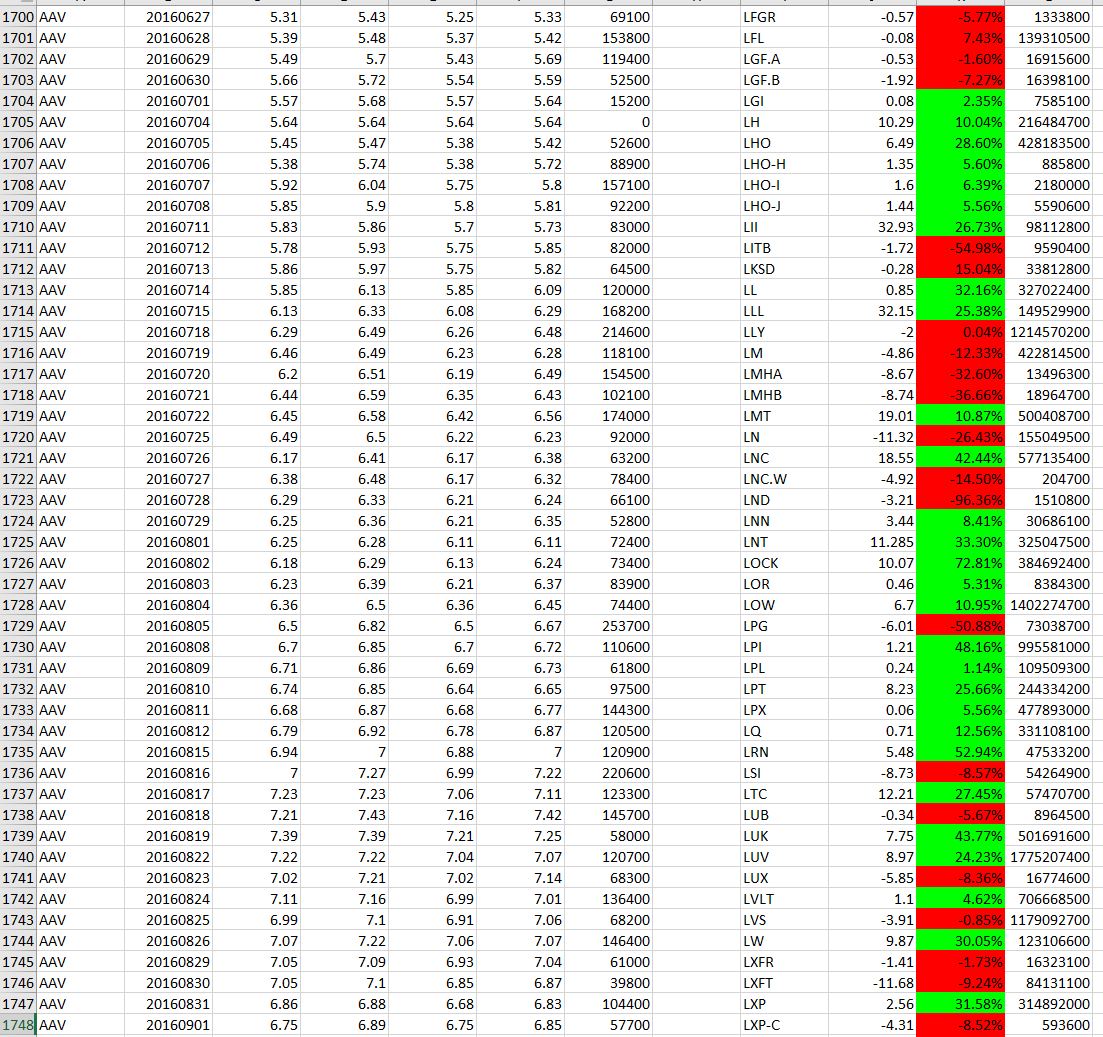 1700 AAV 20160627 5.31 5.43 5.25 5.33 69100 LFGR -0.57 -5.77% 1333800
1701 AAV 20160628 5.39 5.48 5.37 5.42 153800 LFL -0.08 7.43% 139310500
1702 AAV 20160629 5.49 5.7 5.43 5.69 119400 LGF.A -0.53 -1.60% 16915600
1703 AAV 20160630 5.66 5.72 5.54 5.59 52500 LGF.B -1.92 -7.27% 16398100
1704 AAV 20160701 5.57 5.68 5.57 5.64 15200 LGI 0.08 2.35% 7585100
1705 AAV 20160704 5.64 5.64 5.64 5.64 0 LH 10.29 10.04% 216484700
1706 AAV 20160705 5.45 5.47 5.38 5.42 52600 LHO 6.49 28.60% 428183500
1707 AAV 20160706 5.38 5.74 5.38 5.72 88900 LHO-H 1.35 5.60% 885800
1708 AAV 20160707 5.92 6.04 5.75 5.8 157100 LHO-I 1.6 6.39% 2180000
1709 AAV 20160708 5.85 5.9 5.8 5.81 92200 LHO-J 1.44 5.56% 5590600
1710 AAV 20160711 5.83 5.86 5.7 5.73 83000 LII 32.93 26.73% 98112800
1711 AAV 20160712 5.78 5.93 5.75 5.85 82000 LITB -1.72 -54.98% 9590400
1712 AAV 20160713 5.86 5.97 5.75 5.82 64500 LKSD -0.28 15.04% 33812800
1713 AAV 20160714 5.85 6.13 5.85 6.09 120000 LL 0.85 32.16% 327022400
1714 AAV 20160715 6.13 6.33 6.08 6.29 168200 LLL 32.15 25.38% 149529900
1715 AAV 20160718 6.29 6.49 6.26 6.48 214600 LLY -2 0.04% 1214570200
1716 AAV 20160719 6.46 6.49 6.23 6.28 118100 LM -4.86 -12.33% 422814500
1717 AAV 20160720 6.2 6.51 6.19 6.49 154500 LMHA -8.67 -32.60% 13496300
1718 AAV 20160721 6.44 6.59 6.35 6.43 102100 LMHB -8.74 -36.66% 18964700
1719 AAV 20160722 6.45 6.58 6.42 6.56 174000 LMT 19.01 10.87% 500408700
1720 AAV 20160725 6.49 6.5 6.22 6.23 92000 LN -11.32 -26.43% 155049500
1721 AAV 20160726 6.17 6.41 6.17 6.38 63200 LNC 18.55 42.44% 577135400
1722 AAV 20160727 6.38 6.48 6.17 6.32 78400 LNC.W -4.92 -14.50% 204700
1723 AAV 20160728 6.29 6.33 6.21 6.24 66100 LND -3.21 -96.36% 1510800
1724 AAV 20160729 6.25 6.36 6.21 6.35 52800 LNN 3.44 8.41% 30686100
1725 AAV 20160801 6.25 6.28 6.11 6.11 72400 LNT 11.285 33.30% 325047500
1726 AAV 20160802 6.18 6.29 6.13 6.24 73400 LOCK 10.07 72.81% 384692400
1727 AAV 20160803 6.23 6.39 6.21 6.37 83900 LOR 0.46 5.31% 8384300
1728 AAV 20160804 6.36 6.5 6.36 6.45 74400 LOW 6.7 10.95% 1402274700
1729 AAV 20160805 6.5 6.82 6.5 6.67 253700 LPG -6.01 -50.88% 73038700
1730 AAV 20160808 6.7 6.85 6.7 6.72 110600 LPI 1.21 48.16% 995581000
1731 AAV 20160809 6.71 6.86 6.69 6.73 61800 LPL 0.24 1.14% 109509300
1732 AAV 20160810 6.74 6.85 6.64 6.65 97500 LPT 8.23 25.66% 244334200
1733 AAV 20160811 6.68 6.87 6.68 6.77 144300 LPX 0.06 5.56% 477893000
1734 AAV 20160812 6.79 6.92 6.78 6.87 120500 LQ 0.71 12.56% 331108100
1735 AAV 20160815 6.94 7 6.88 7 120900 LRN 5.48 52.94% 47533200
1736 AAV 20160816 7 7.27 6.99 7.22 220600 LSI -8.73 -8.57% 54264900
1737 AAV 20160817 7.23 7.23 7.06 7.11 123300 LTC 12.21 27.45% 57470700
1738 AAV 20160818 7.21 7.43 7.16 7.42 145700 LUB -0.34 -5.67% 8964500
1739 AAV 20160819 7.39 7.39 7.21 7.25 58000 LUK 7.75 43.77% 501691600
1740 AAV 20160822 7.22 7.22 7.04 7.07 120700 LUV 8.97 24.23% 1775207400
1741 AAV 20160823 7.02 7.21 7.02 7.14 68300 LUX -5.85 -8.36% 16774600
1742 AAV 20160824 7.11 7.16 6.99 7.01 136400 LVLT 1.1 4.62% 706668500
1743 AAV 20160825 6.99 7.1 6.91 7.06 68200 LVS -3.91 -0.85% 1179092700
1744 AAV 20160826 7.07 7.22 7.06 7.07 146400 LW 9.87 30.05% 123106600
1745 AAV 20160829 7.05 7.09 6.93 7.04 61000 LXFR -1.41 -1.73% 16323100
1746 AAV 20160830 7.05 7.1 6.85 6.87 39800 LXFT -11.68 -9.24% 84131100
1747 AAV 20160831 6.86 6.88 6.68 6.83 104400 LXP 2.56 31.58% 314892000
1748 AAV 20160901 6.75 6.89 6.75 6.85 57700 LXP-C -4.31 -8.52% 593600